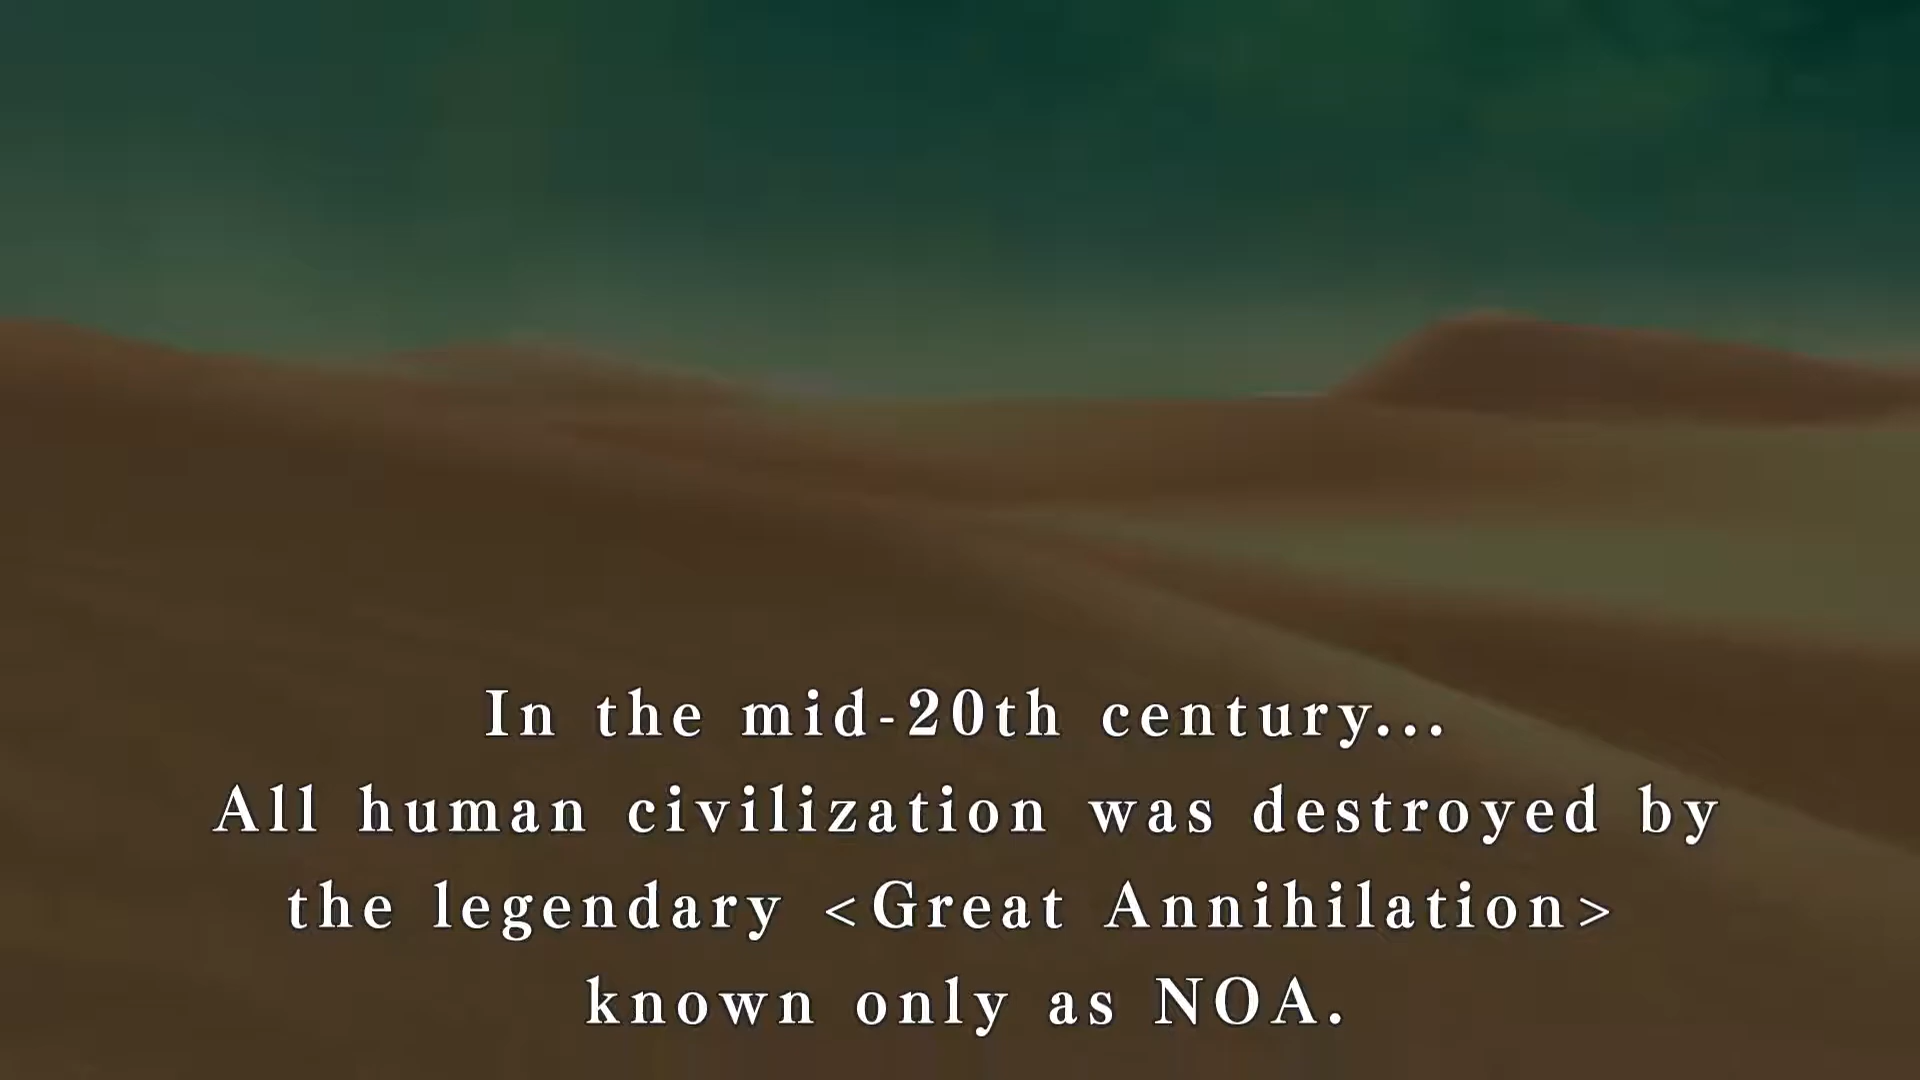 In the mid-20th century...
All human civilization was destroyed by
the legendary <Great Annihilation>
known only as NOA.